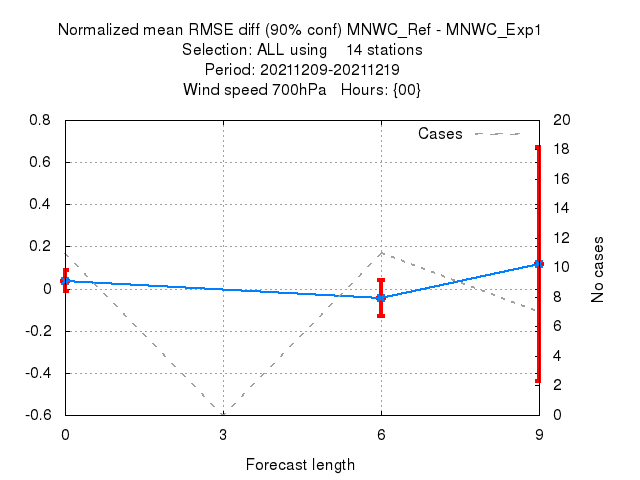 Normalized mean RMSE diff (90% conf) MNWC_Ref - MNWC_Exp1
Selection: ALL using 14 stations
Period: 20211209-20211219
Wind speed 700hPa Hours: {00}
Cases
0.8
0.6
0.4
0.2
0
-0.2
-0.4
-0.6
20
18
16
14
12
10
8
6
4
2
0
No cases
0 3 6 9
Forecast length